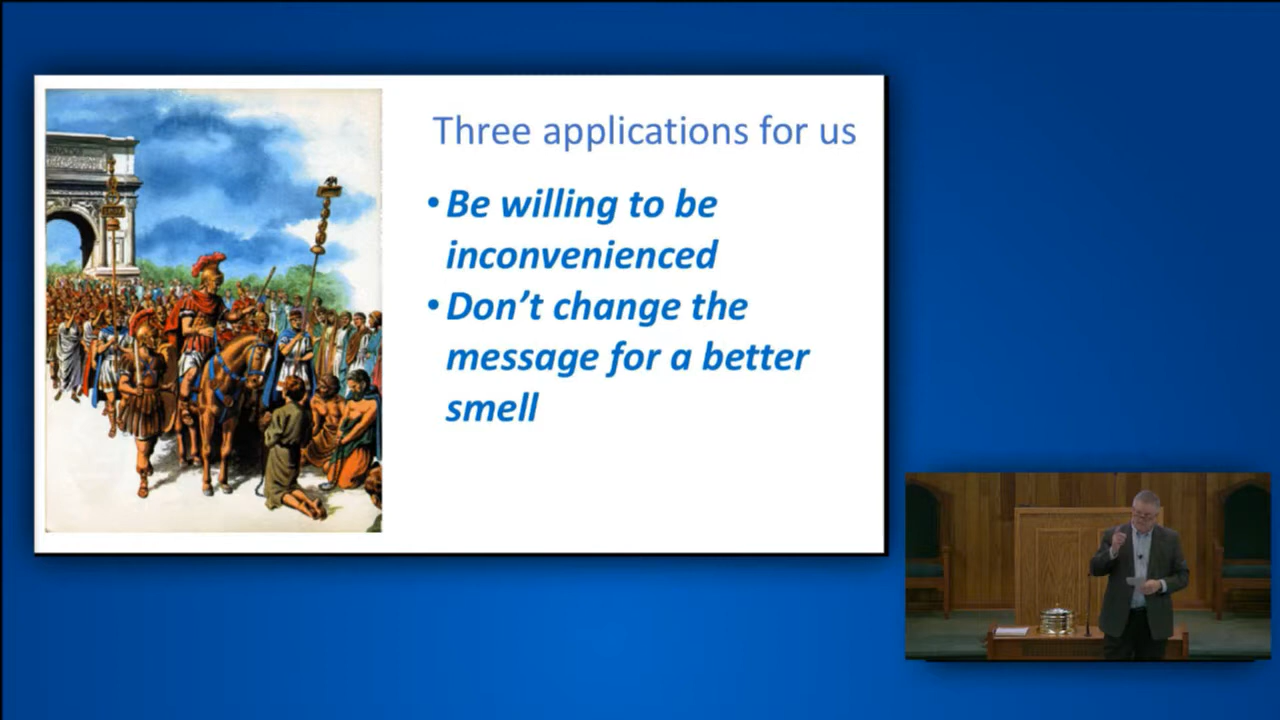 Three applications for us
• Be willing to be
inconvenienced
• Don’t change the
message for a better
smell